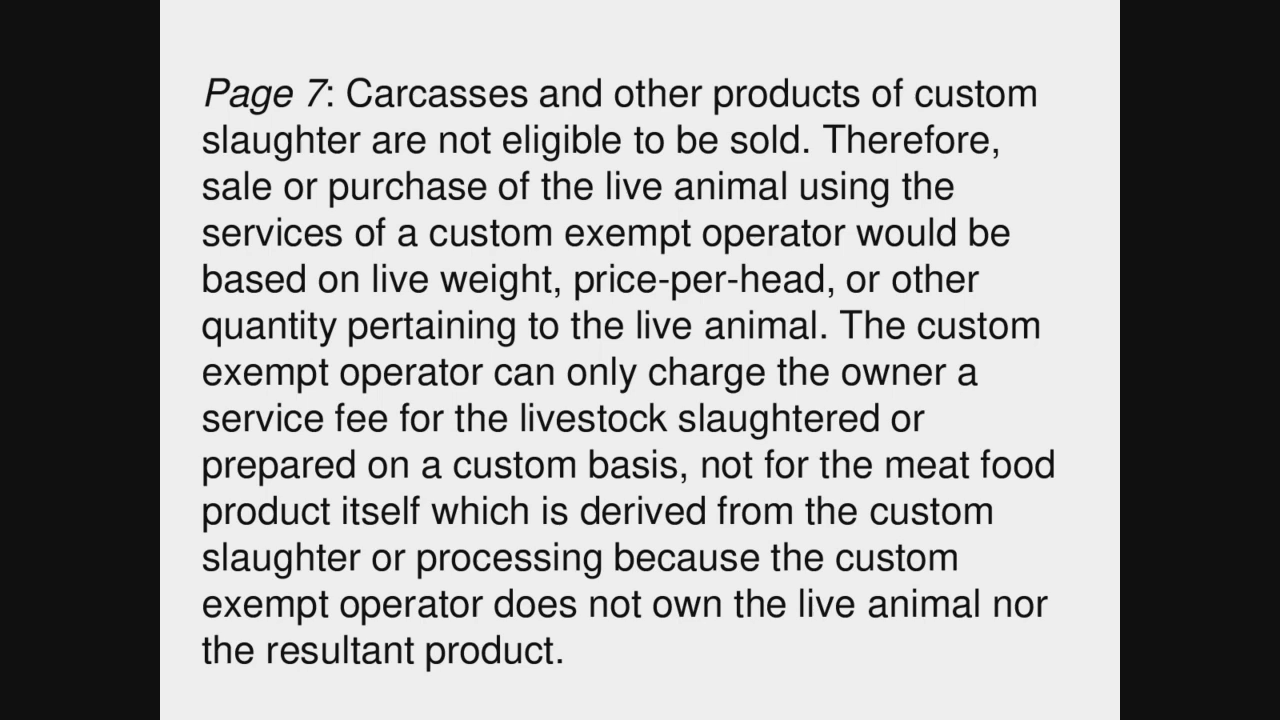 Page 7: Carcasses and other products of custom
slaughter are not eligible to be sold. Therefore,
sale or purchase of the live animal using the
services of a custom exempt operator would be
based on live weight, price-per-head, or other
quantity pertaining to the live animal. The custom
exempt operator can only charge the owner a
service fee for the livestock slaughtered or
prepared on a custom basis, not for the meat food
product itself which is derived from the custom
slaughter or processing because the custom
exempt operator does not own the live animal nor
the resultant product.